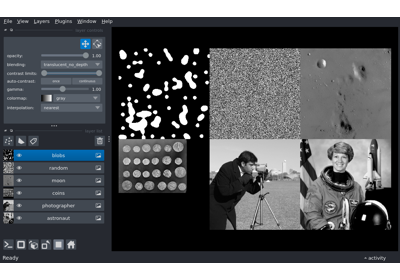 File View Layers Plugins Window Help
opacity: 1.00
blending: translucent_no_depth
contrast limits:
auto-contrast: once continuous
gamma: 1.00
colormap: gray
interpolation: nearest
blobs
random
moon
coins
photographer
astronaut
Ready activity